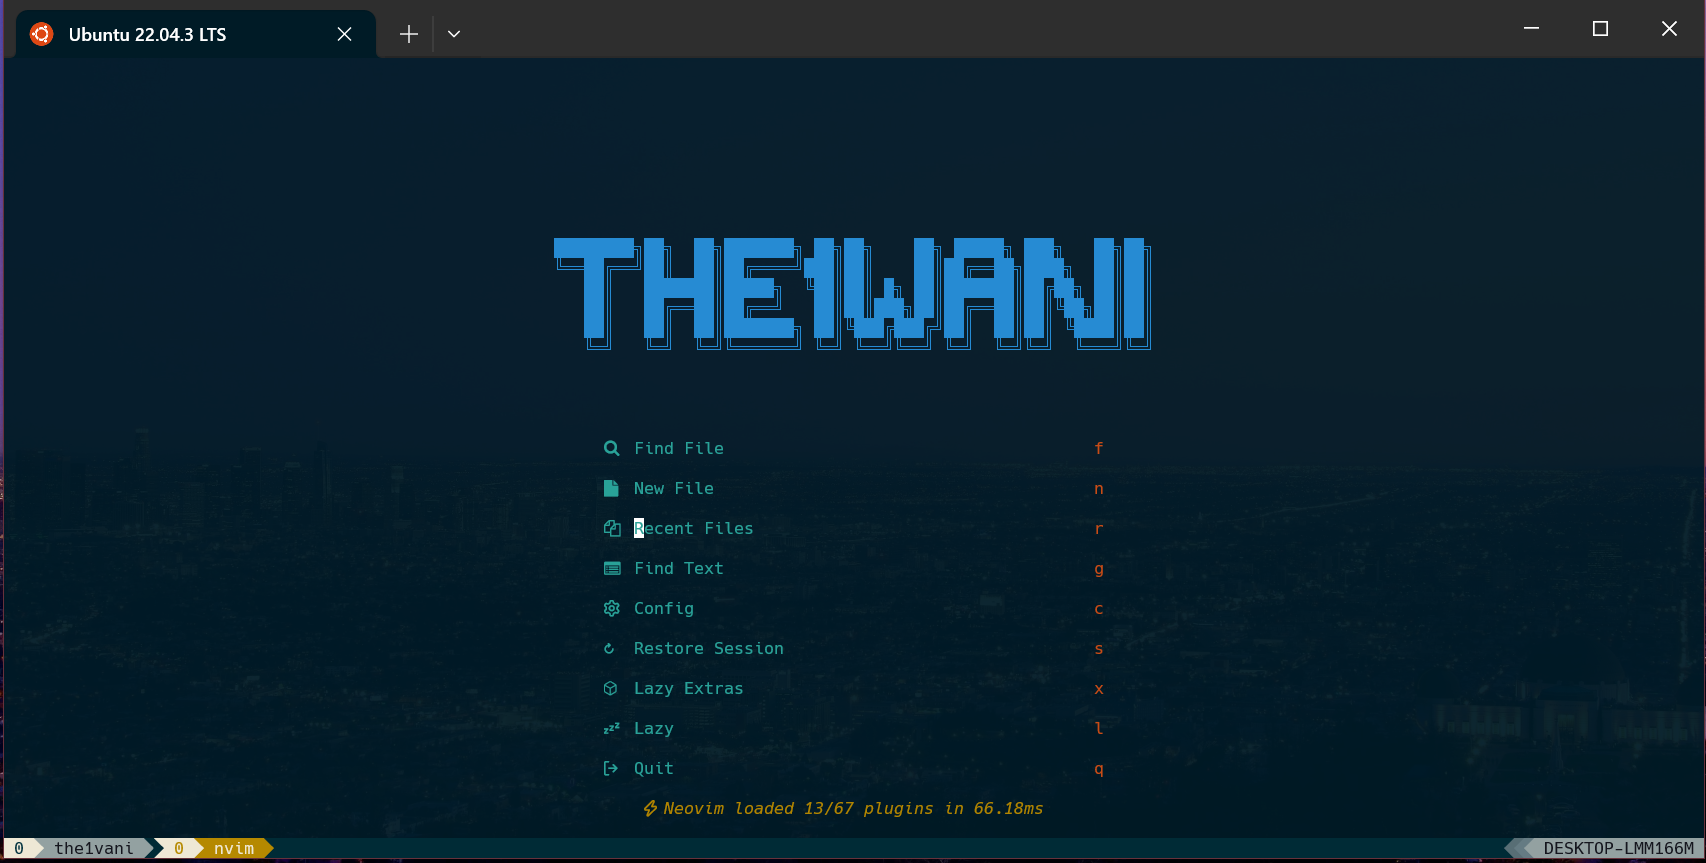 Ubuntu 22.04.3 LTS
THE1WANI
Find File f
New File n
Recent Files r
Find Text g
Config c
Restore Session s
Lazy Extras x
Lazy l
Quit q
Neovim loaded 13/67 plugins in 66.18ms
0 the1vani 0 nvim DESKTOP-LMM166M